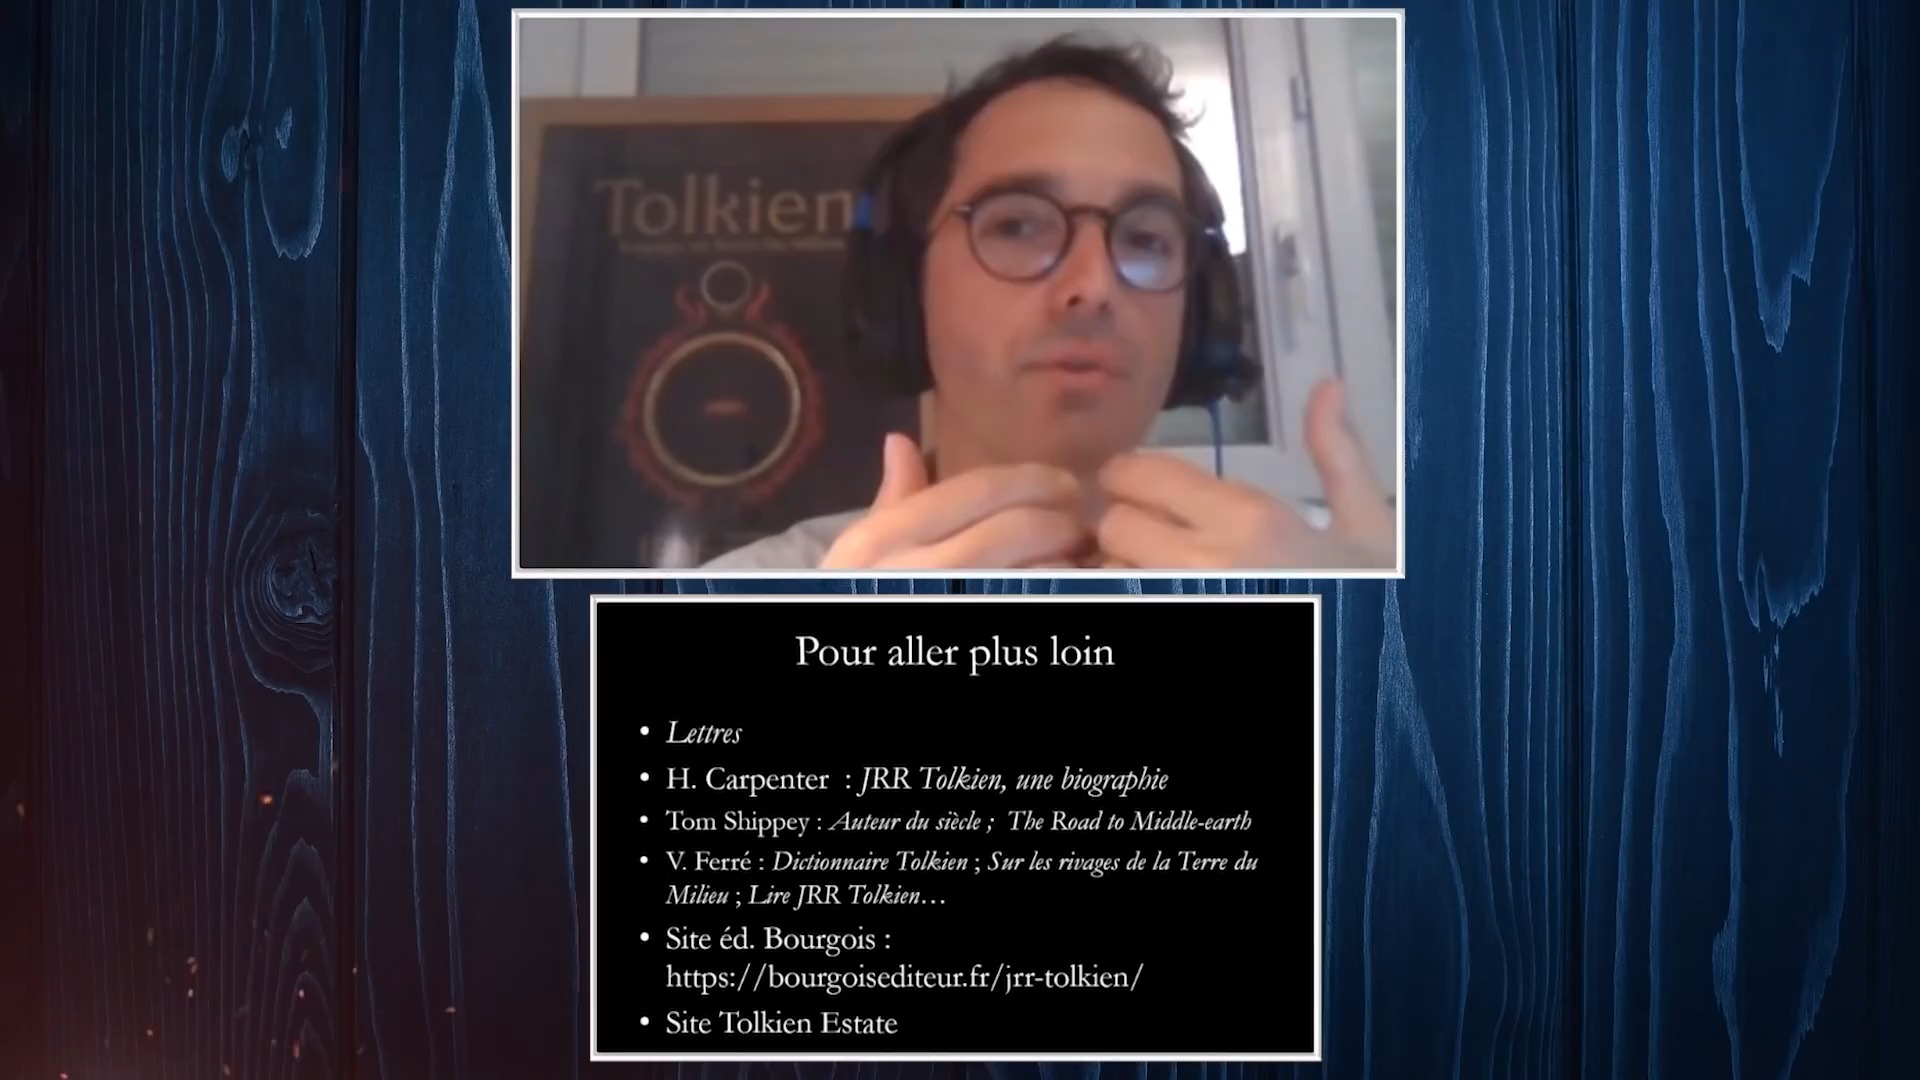 Tolkien
Pour aller plus loin
• Lettres
• H. Carpenter : JRR Tolkien, une biographie
• Tom Shippey : Auteur du siècle ; The Road to Middle-earth
• V. Ferré : Dictionnaire Tolkien ; Sur les rivages de la Terre du
Milieu ; Lire JRR Tolkien…
• Site éd. Bourgois :
https://bourgoisediteur.fr/jrr-tolkien/
• Site Tolkien Estate